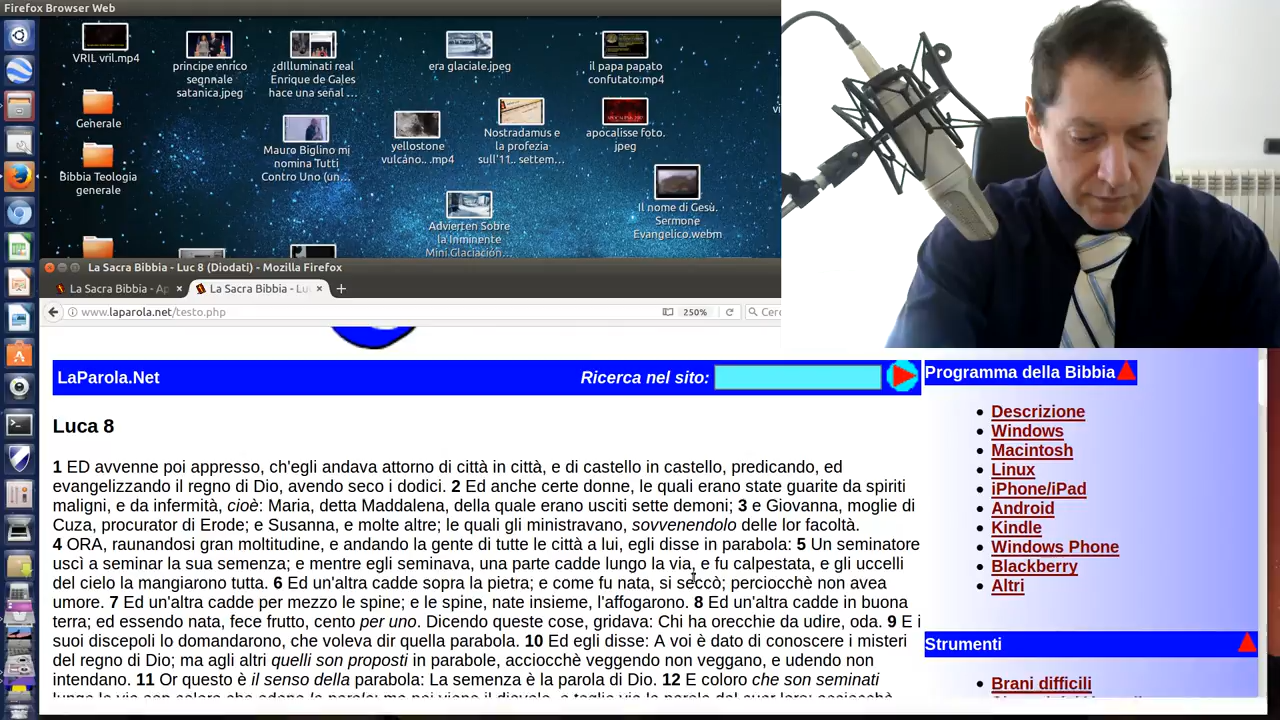 Firefox Browser Web
VRIL vril.mp4
principe enrico
segnnale
satanica.jpeg
¿dIlluminati real
Enrique de Gales
hace una señal ...
era glaciale.jpeg
il papa papato
confutato:mp4
Generale
Mauro Biglino mi
nomina Tutti
Contro Uno (un...
yellostone
vulcáno.. .mp4
Nostradamus e
la profezia
sull'11.. settem...
apocalisse foto.
jpeg
Bibbia Teologia
generale
Advierten Sobre
la Inminente
Mini Glaciación...
Il nome di Gesù.
Sermone
Evangelico.webm
La Sacra Bibbia - Luc 8 (Diodati) - Mozilla Firefox
La Sacra Bibbia - Ap
La Sacra Bibbia - Lu
www.laparola.net/testo.php
250%
Cerc
LaParola.Net
Ricerca nel sito:
Luca 8
1 ED avvenne poi appresso, ch'egli andava attorno di città in città, e di castello in castello, predicando, ed
evangelizzando il regno di Dio, avendo seco i dodici. 2 Ed anche certe donne, le quali erano state guarite da spiriti
maligni, e da infermità, cioè: Maria, detta Maddalena, della quale erano usciti sette demoni; 3 e Giovanna, moglie di
Cuza, procurator di Erode; e Susanna, e molte altre; le quali gli ministravano, sovvenendolo delle lor facoltà.
4 ORA, raunandosi gran moltitudine, e andando la gente di tutte le città a lui, egli disse in parabola: 5 Un seminatore
uscì a seminar la sua semenza; e mentre egli seminava, una parte cadde lungo la via, e fu calpestata, e gli uccelli
del cielo la mangiarono tutta. 6 Ed un'altra cadde sopra la pietra; e come fu nata, si seccò; perciocchè non avea
umore. 7 Ed un'altra cadde per mezzo le spine; e le spine, nate insieme, l'affogarono. 8 Ed un'altra cadde in buona
terra; ed essendo nata, fece frutto, cento per uno. Dicendo queste cose, gridava: Chi ha orecchie da udire, oda. 9 E i
suoi discepoli lo domandarono, che voleva dir quella parabola. 10 Ed egli disse: A voi è dato di conoscere i misteri
del regno di Dio; ma agli altri quelli son proposti in parabole, acciocchè veggendo non veggano, e udendo non
intendano. 11 Or questo è il senso della parabola: La semenza è la parola di Dio. 12 E coloro che son seminati
Programma della Bibbia
Descrizione
Windows
Macintosh
Linux
iPhone/iPad
Android
Kindle
Windows Phone
Blackberry
Altri
Strumenti
Brani difficili